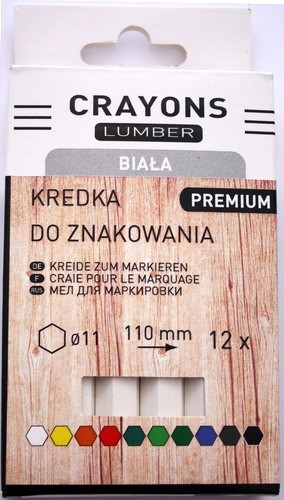 CRAYONS
LUMBER
BIAŁA
KREDKA PREMIUM
DO ZNAKOWANIA
DE KREIDE ZUM MARKIEREN
F CRAIE POUR LE MARQUAGE
RUS МЕЛ ДЛЯ МАРКИРОВКИ
ø11 110 mm 12 x